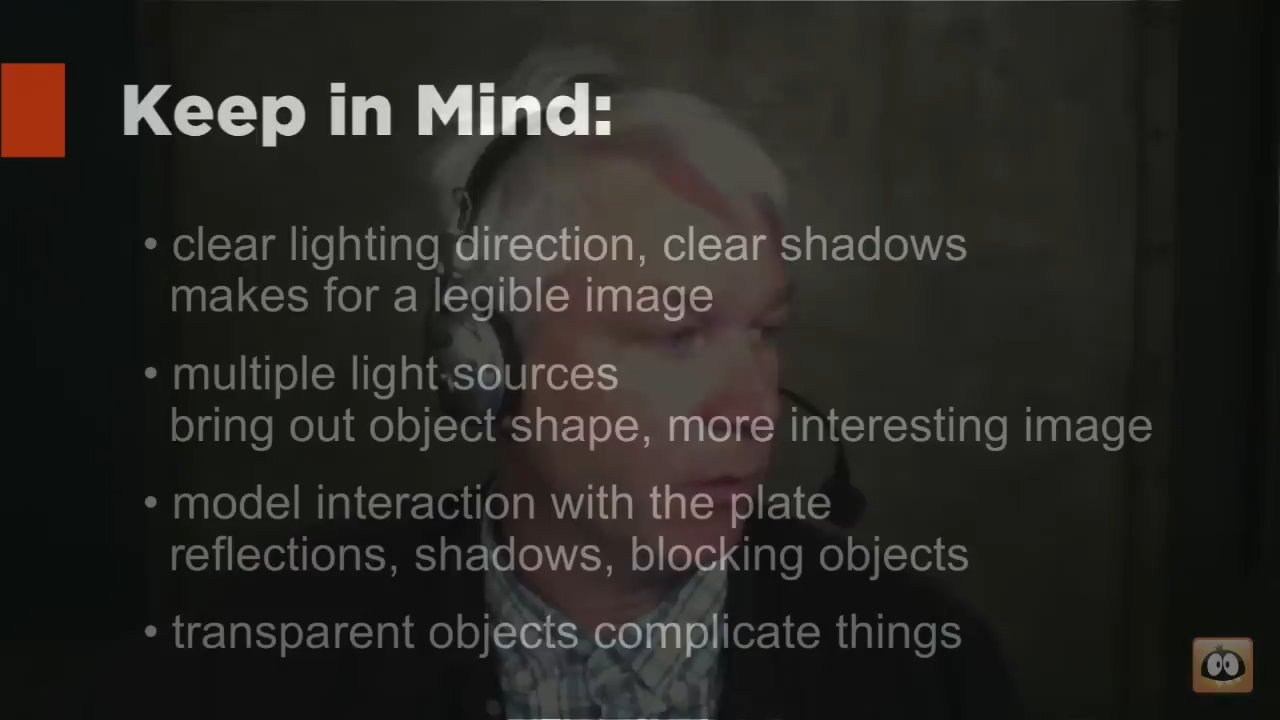 Keep in Mind:
• clear lighting direction, clear shadows
makes for a legible image
• multiple light sources
bring out object shape, more interesting image
• model interaction with the plate
reflections, shadows, blocking objects
• transparent objects complicate things